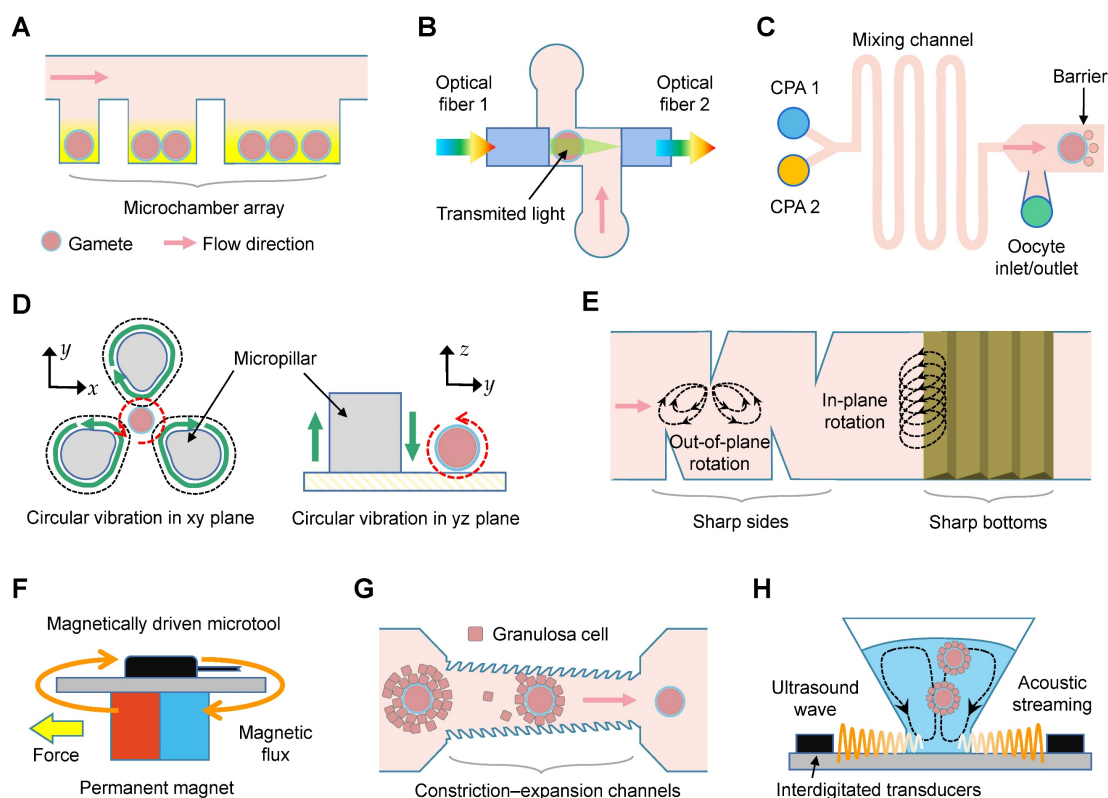 A
Microchamber array
Gamete
Flow direction
B
Optical
fiber 1
Optical
fiber 2
Transmited light
C
Mixing channel
CPA 1
CPA 2
Barrier
Oocyte
inlet/outlet
D
y
x
Micropillar
z
y
Circular vibration in xy plane
Circular vibration in yz plane
E
Out-of-plane
rotation
In-plane
rotation
Sharp sides
Sharp bottoms
F
Magnetically driven microtool
Force
Magnetic
flux
Permanent magnet
G
Granulosa cell
Constriction–expansion channels
H
Ultrasound
wave
Acoustic
streaming
Interdigitated transducers